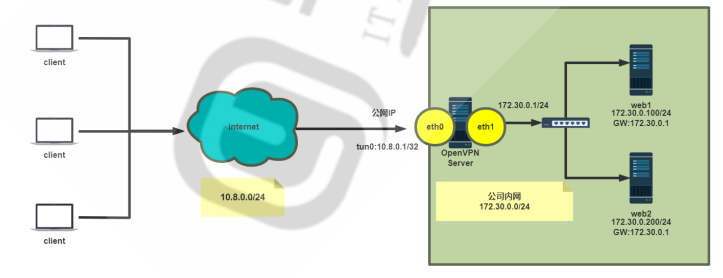 client
client
client
internet
10.8.0.0/24
公网IP
tun0:10.8.0.1/32
eth0
eth1
OpenVPN
Server
172.30.0.1/24
公司内网
172.30.0.0/24
web1
172.30.0.100/24
GW:172.30.0.1
web2
172.30.0.200/24
GW:172.30.0.1